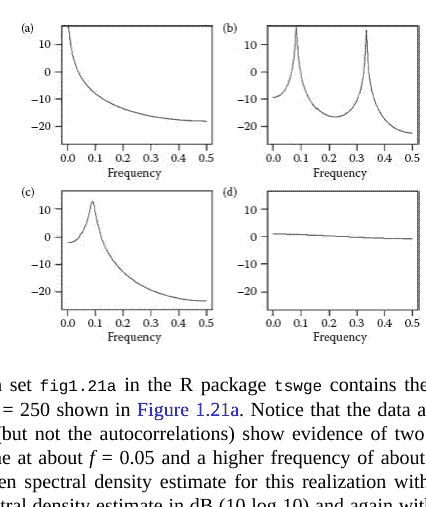 (a) (b)
10 10
0 0
−10 −10
−20 −20
0.0 0.1 0.2 0.3 0.4 0.5 0.0 0.1 0.2 0.3 0.4 0.5
Frequency Frequency
(c) (d)
10 10
0 0
−10 −10
−20 −20
0.0 0.1 0.2 0.3 0.4 0.5 0.0 0.1 0.2 0.3 0.4 0.5
Frequency Frequency
set fig1.21a in the R package tswge contains the
= 250 shown in Figure 1.21a. Notice that the data a
(but not the autocorrelations) show evidence of two
e at about f = 0.05 and a higher frequency of about
en spectral density estimate for this realization with
tral density estimate in dB (10 log 10) and again wit